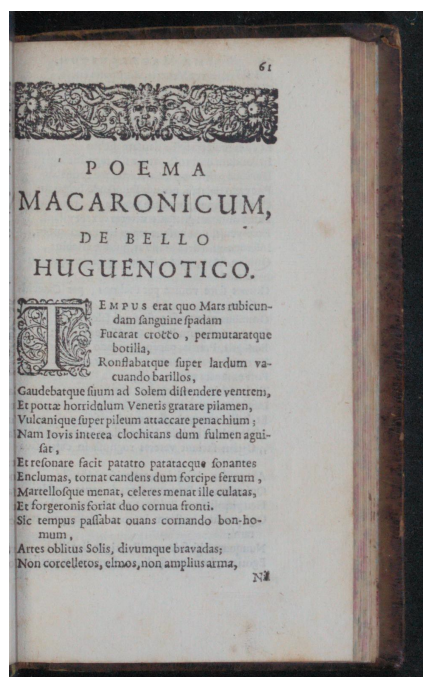 61
POEMA
MACARONICUM,
DE BELLO
HUGUENOTICO.
TEMPUS erat quo Mars rubicun-
dam ſanguine ſpadam
Fucarat crotto, permutaratque
botilla,
Ronflabatque ſuper lardum va-
cuando barillos,
Gaudebatque ſuum ad Solem diſtendere ventrem,
Et portæ horridulum Veneris gratare pilamen,
Vulcanique ſuper pileum attaccare penachium;
Nam Iovis interea clochitans dum fulmen agui-
ſat,
Et reſonare facit patatro patatacque ſonantes
Enclumas, tornat candens dum forcipe ferrum,
Martelloſque menat, celeres menat ille culatas,
Et forgeronis foriat duo cornua fronti.
Sic tempus paſſabat ouans cornando bon-ho-
mum,
Artes oblitus Solis, divumque bravadas;
Non corcelletos, elmos, non amplius arma,